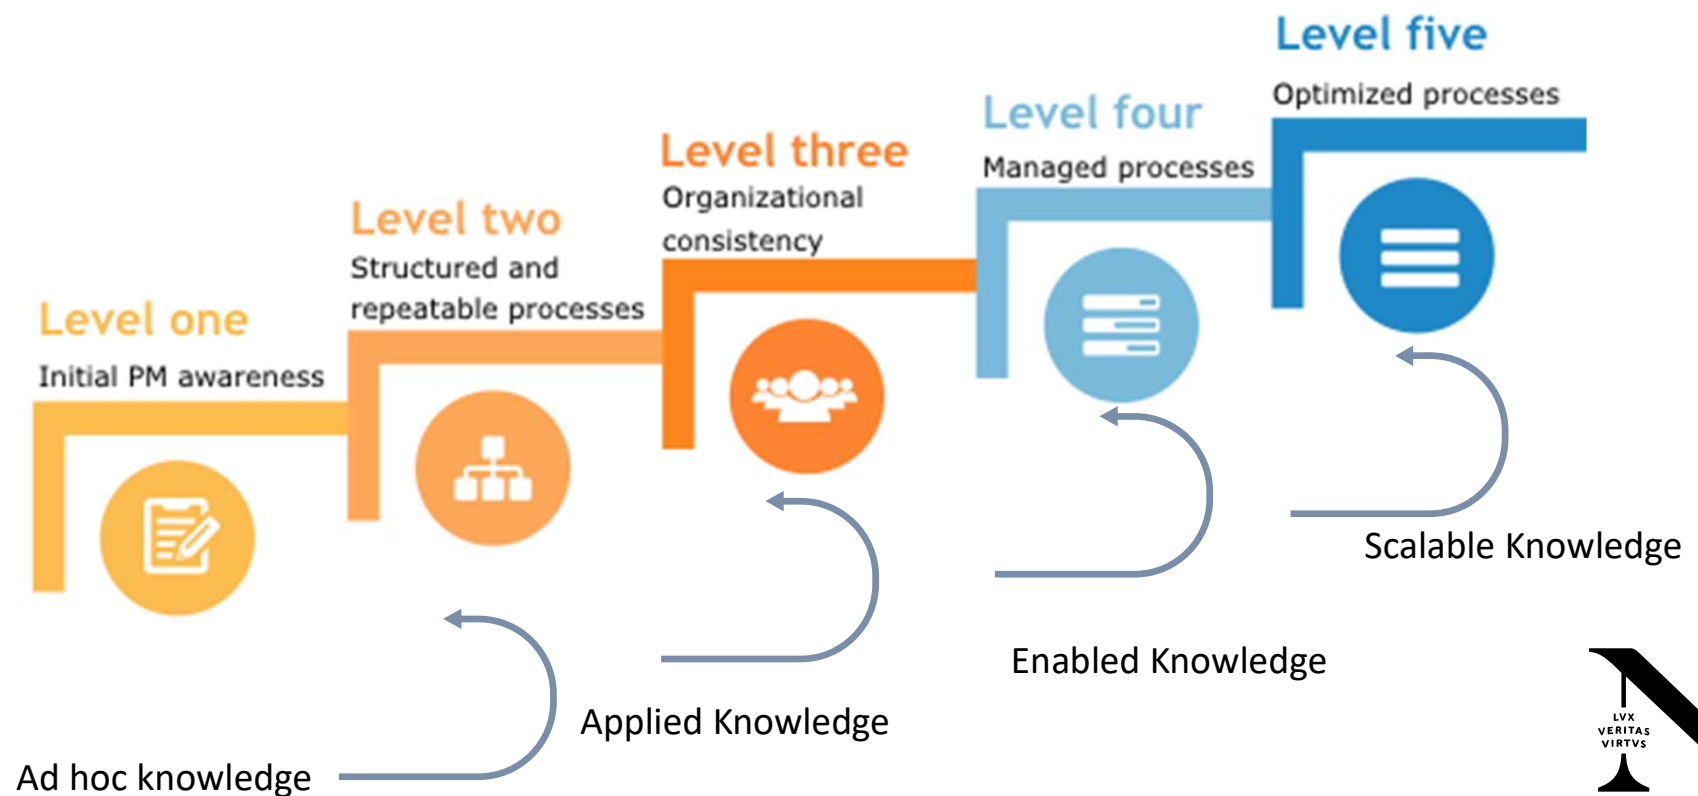 Level one
Initial PM awareness
Level two
Structured and
repeatable processes
Level three
Organizational
consistency
Level four
Managed processes
Level five
Optimized processes
Ad hoc knowledge
Applied Knowledge
Enabled Knowledge
Scalable Knowledge
N
LVX
VERITAS
VIRTVS